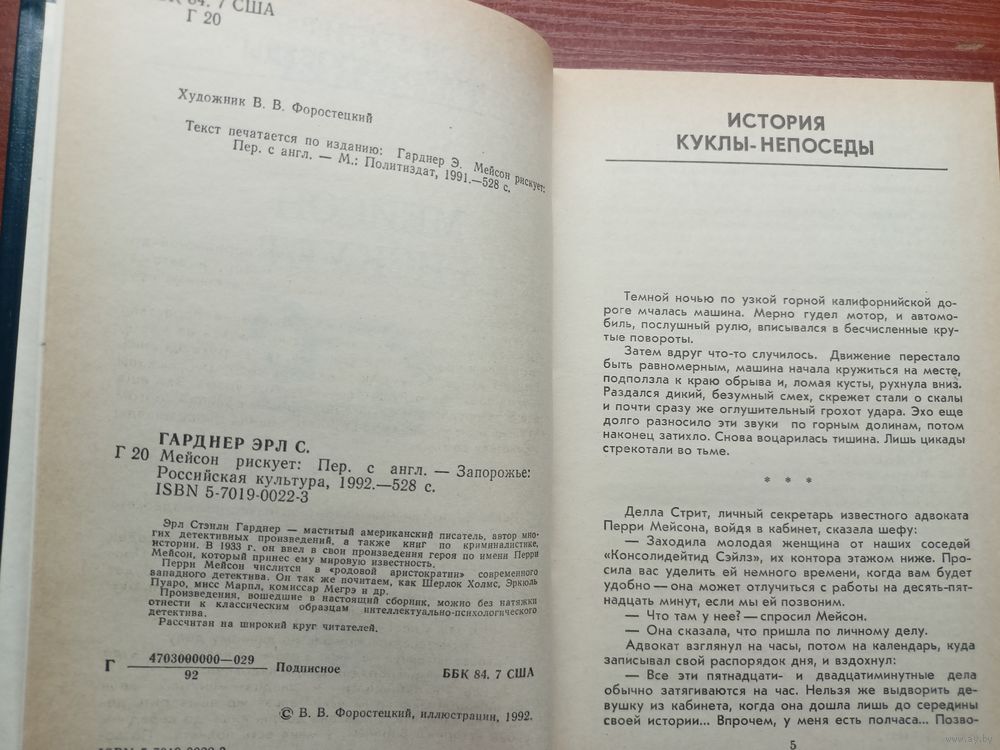 БК 84. 7 США
Г 20
Художник В. В. Форостецкий
Текст печатается по изданию: Гарднер Э. Мейсон рискует:
Пер. с англ. — М.: Политиздат, 1991.—528 с.
ГАРДНЕР ЭРЛ С.
Г 20 Мейсон рискует: Пер. с англ. — Запорожье:
Российская культура, 1992.—528 с.
ISBN 5-7019-0022-3
Эрл Стэнли Гарднер — маститый американский писатель, автор мно-
гих детективных произведений, а также книг по криминалистике,
истории. В 1933 г. он ввел в свои произведения героя по имени Перри
Мейсон, который принес ему мировую известность.
Перри Мейсон числится в «родовой аристократии» современного
западного детектива. Он так же почитаем, как Шерлок Холмс, Эркюль
Пуаро, мисс Марпл, комиссар Мегрэ и др.
Произведения, вошедшие в настоящий сборник, можно без натяжки
отнести к классическим образцам интеллектуально-психологического
детектива.
Рассчитан на широкий круг читателей.
Г 4703000000—029
92
Подписное
ББК 84. 7 США
© В. В. Форостецкий, иллюстрации, 1992.
ISBN 5-7019-0022-3
ИСТОРИЯ
КУКЛЫ-НЕПОСЕДЫ
Темной ночью по узкой горной калифорнийской до-
роге мчалась машина. Мерно гудел мотор, и автомо-
биль, послушный рулю, вписывался в бесчисленные кру-
тые повороты.
Затем вдруг что-то случилось. Движение перестало
быть равномерным, машина начала кружиться на месте,
подползла к краю обрыва и, ломая кусты, рухнула вниз.
Раздался дикий, безумный смех, скрежет стали о скалы
и почти сразу же оглушительный грохот удара. Эхо еще
долго разносило эти звуки по горным долинам, потом
наконец затихло. Снова воцарилась тишина. Лишь цикады
стрекотали во тьме.
* * *
Делла Стрит, личный секретарь известного адвоката
Перри Мейсона, войдя в кабинет, сказала шефу:
— Заходила молодая женщина от наших соседей
«Консолидейтид Сэйлз», их контора этажом ниже. Про-
сила вас уделить ей немного времени, когда вам будет
удобно — она может отлучиться с работы на десять-пят-
надцать минут, если мы ей позвоним.
— Что там у нее? — спросил Мейсон.
— Она сказала, что пришла по личному делу.
Адвокат взглянул на часы, потом на календарь, куда
записывал свой распорядок дня, и вздохнул:
— Все эти пятнадцати- и двадцатиминутные дела
обычно затягиваются на час. Нельзя же выдворить де-
вушку из кабинета, когда она дошла лишь до середины
своей истории... Впрочем, у меня есть полчаса... Позво-
5
www.ay.by